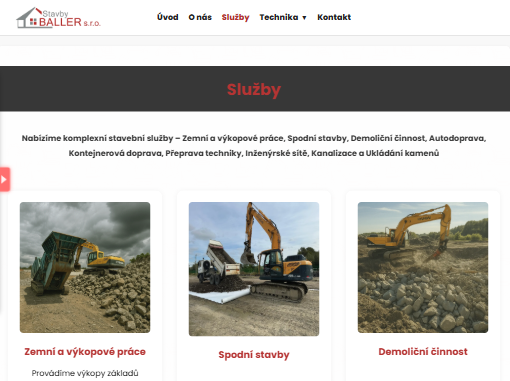 Stavby
BALLER s.r.o.
Úvod O nás Služby Technika ▼ Kontakt
Služby
Nabízíme komplexní stavební služby – Zemní a výkopové práce, Spodní stavby, Demoliční činnost, Autodoprava,
Kontejnerová doprava, Přeprava techniky, Inženýrské sítě, Kanalizace a Ukládání kamenů
Zemní a výkopové práce
Spodní stavby
Demoliční činnost
Provádíme výkopy základů